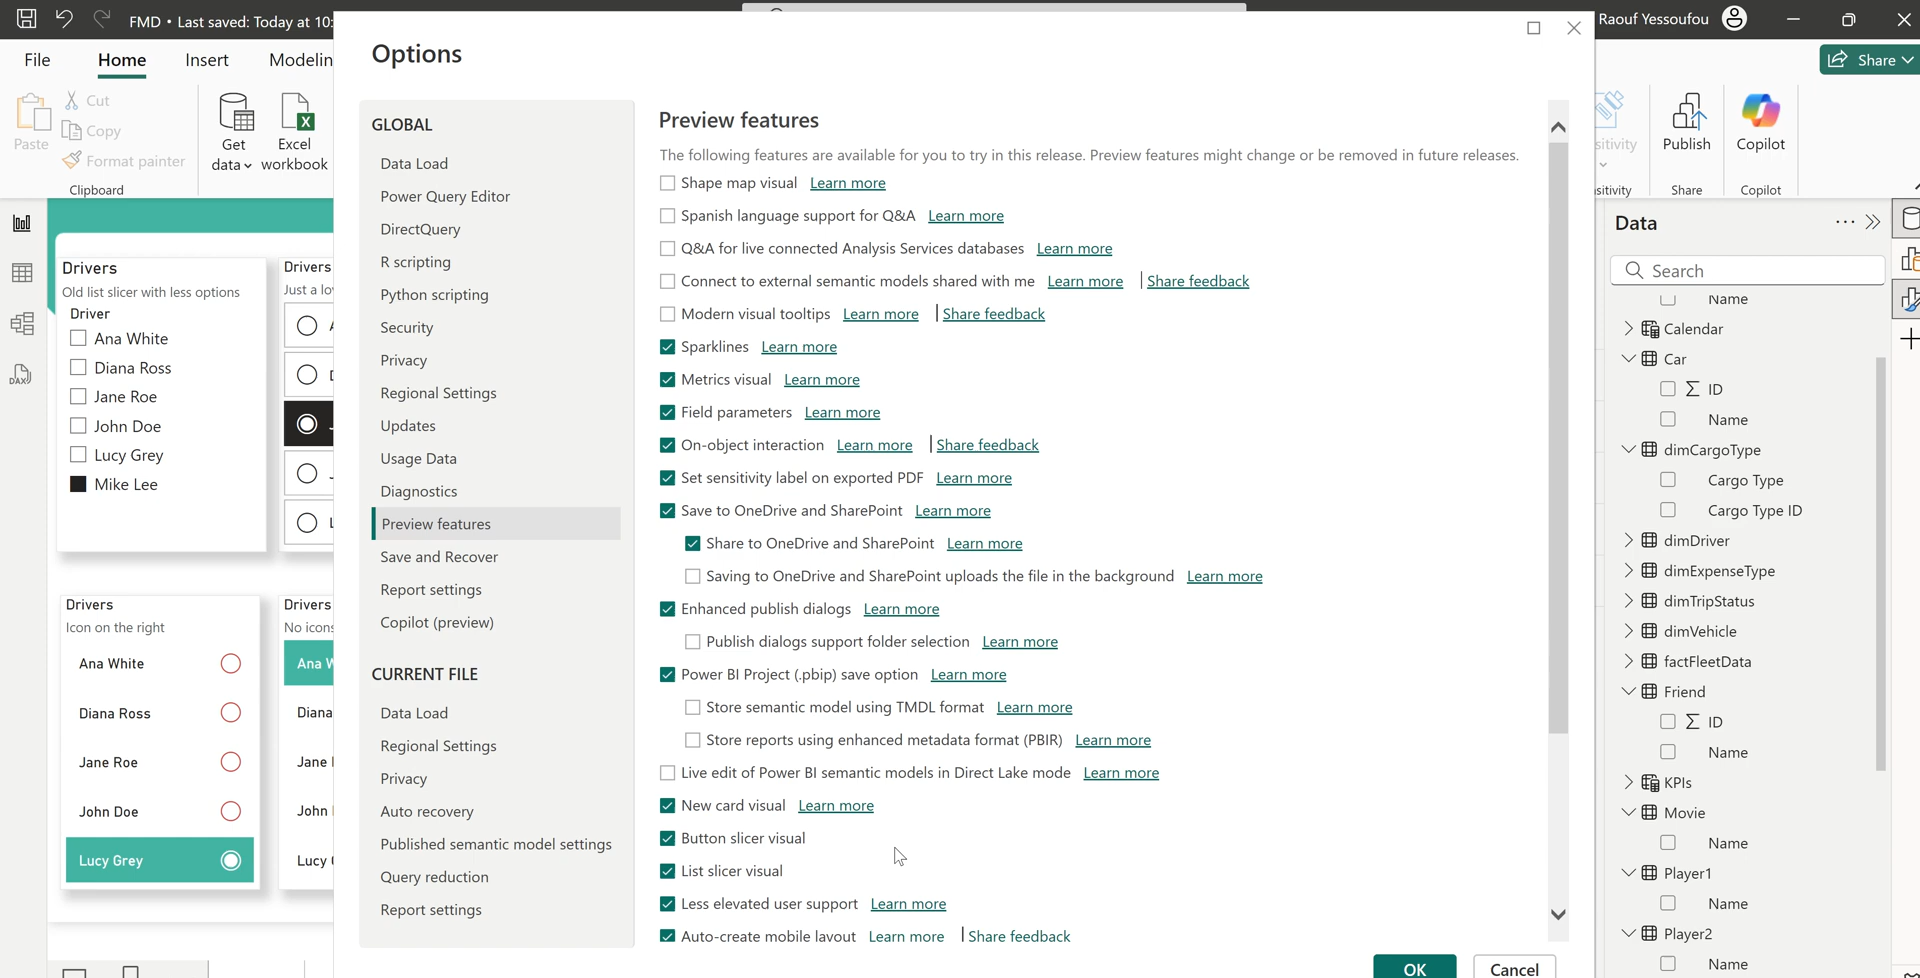 FMD • Last saved: Today at 10:
Raouf Yessoufou
File
Home
Insert
Modelin
Share
Paste
Cut
Copy
Format painter
Clipboard
Get data
Excel workbook
Publish
Copilot
sitivity
sitivity
Share
Copilot
Options
GLOBAL
Data Load
Power Query Editor
DirectQuery
R scripting
Python scripting
Security
Privacy
Regional Settings
Updates
Usage Data
Diagnostics
Preview features
Save and Recover
Report settings
Copilot (preview)
CURRENT FILE
Data Load
Regional Settings
Privacy
Auto recovery
Published semantic model settings
Query reduction
Report settings
Preview features
The following features are available for you to try in this release. Preview features might change or be removed in future releases.
Shape map visual Learn more
Spanish language support for Q&A Learn more
Q&A for live connected Analysis Services databases Learn more
Connect to external semantic models shared with me Learn more | Share feedback
Modern visual tooltips Learn more | Share feedback
Sparklines Learn more
Metrics visual Learn more
Field parameters Learn more
On-object interaction Learn more | Share feedback
Set sensitivity label on exported PDF Learn more
Save to OneDrive and SharePoint Learn more
Share to OneDrive and SharePoint Learn more
Saving to OneDrive and SharePoint uploads the file in the background Learn more
Enhanced publish dialogs Learn more
Publish dialogs support folder selection Learn more
Power BI Project (.pbip) save option Learn more
Store semantic model using TMDL format Learn more
Store reports using enhanced metadata format (PBIR) Learn more
Live edit of Power BI semantic models in Direct Lake mode Learn more
New card visual Learn more
Button slicer visual
List slicer visual
Less elevated user support Learn more
Auto-create mobile layout Learn more | Share feedback
OK
Cancel
DAX
Drivers
Old list slicer with less options
Driver
Ana White
Diana Ross
Jane Roe
John Doe
Lucy Grey
Mike Lee
Drivers
Just a lo
Drivers
Icon on the right
Ana White
Diana Ross
Jane Roe
John Doe
Lucy Grey
Drivers
No icons
Ana W
Diana
Jane
John
Lucy
Data
Search
Name
Calendar
Car
Σ ID
Name
dimCargoType
Cargo Type
Cargo Type ID
dimDriver
dimExpenseType
dimTripStatus
dimVehicle
factFleetData
Friend
Σ ID
Name
KPIs
Movie
Name
Player1
Name
Player2
Name